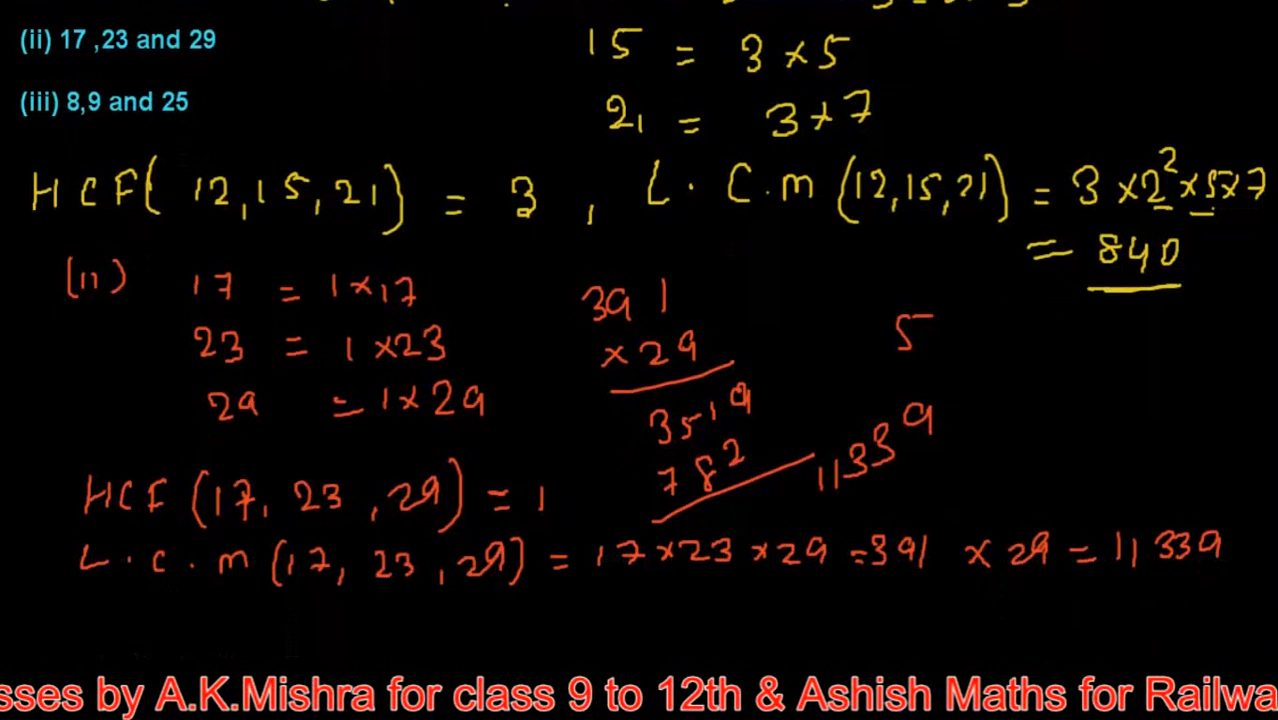 (ii) 17 ,23 and 29
15 = 3 × 5
(iii) 8,9 and 25
21 = 3 × 7
HCF( 12,15,21) = 3 , L.C.M (12,15,21) = 3 × 2² × 5 × 7
= 840
(ii) 17 = 1×17
23 = 1 ×23
29 = 1× 29
391
× 29
3519
782
11339
5
HCF (17, 23 ,29) = 1
L.C.M (17, 23 ,29) = 17 ×23 × 29 = 391 × 29 = 11339
sses by A.K.Mishra for class 9 to 12th & Ashish Maths for Railwa